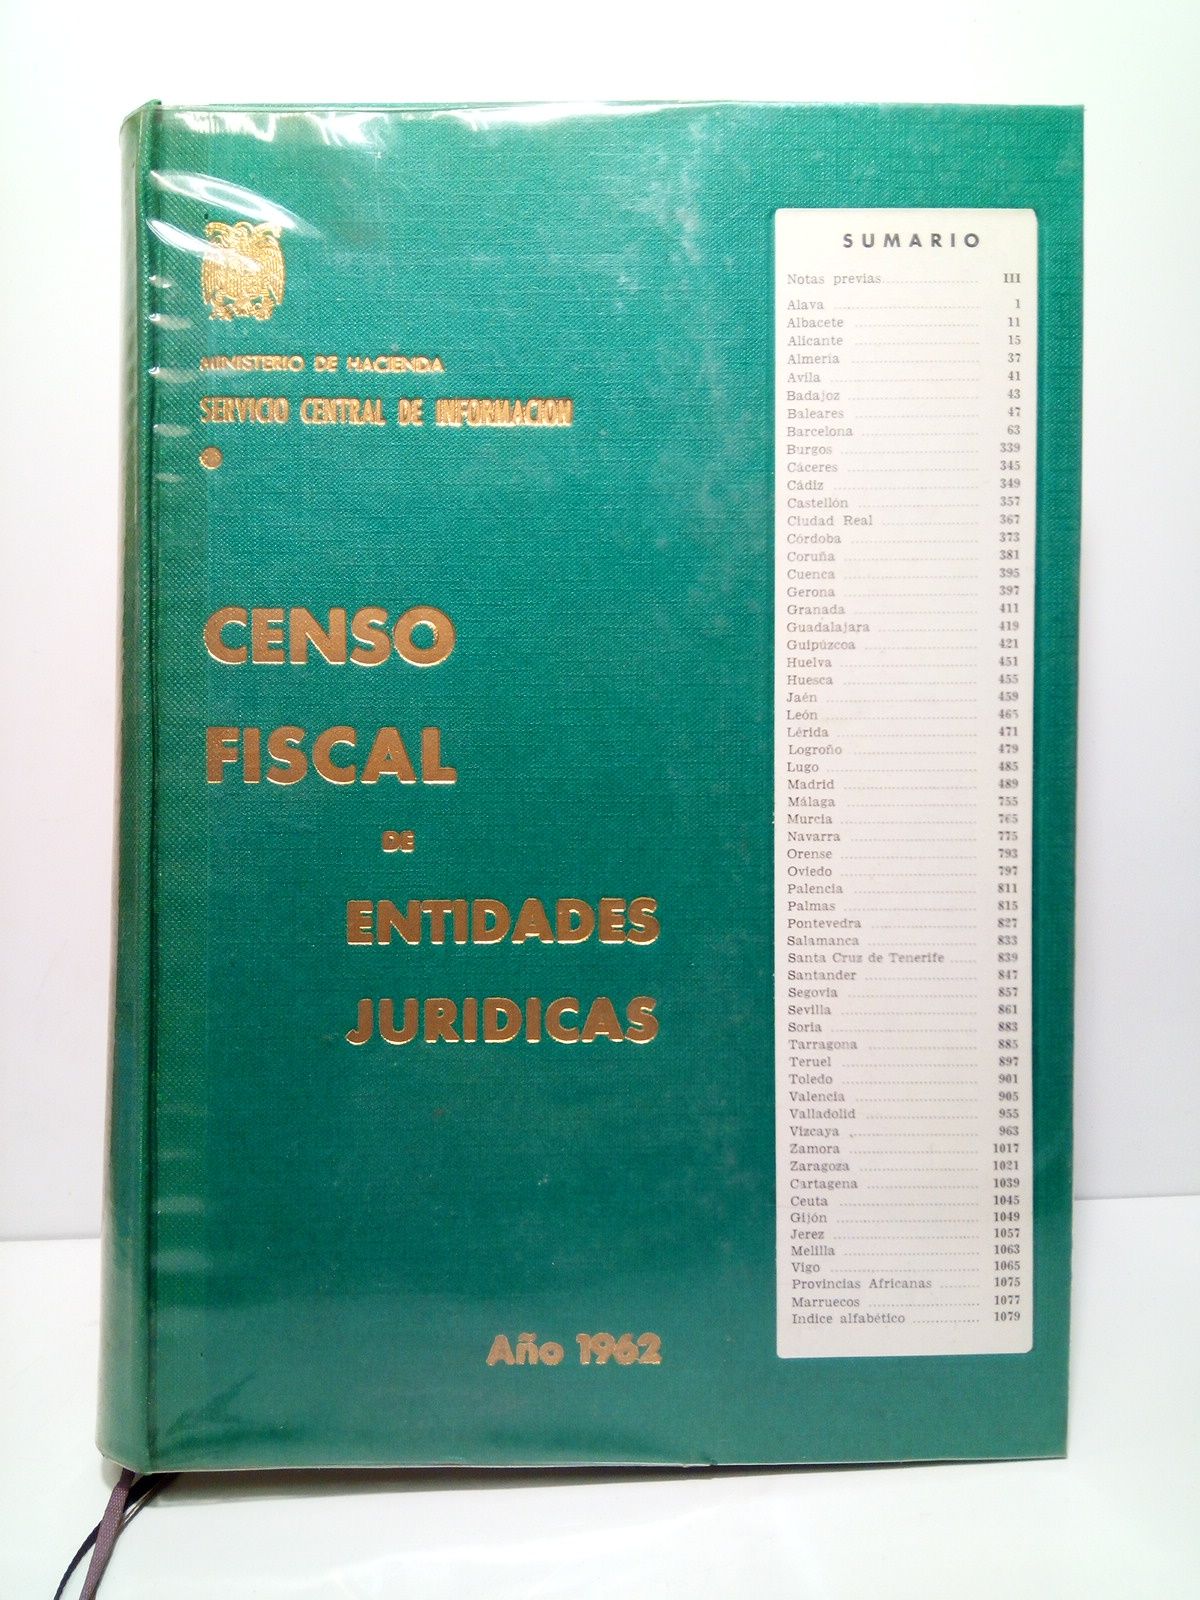 MINISTERIO DE HACIENDA
SERVICIO CENTRAL DE INFORMACION
CENSO
FISCAL
DE
ENTIDADES
JURIDICAS
Año 1962
SUMARIO
Notas previas III
Alava 1
Albacete 11
Alicante 15
Almería 37
Avila 41
Badajoz 43
Baleares 47
Barcelona 63
Burgos 339
Cáceres 345
Cádiz 349
Castellón 357
Ciudad Real 367
Córdoba 373
Coruña 381
Cuenca 395
Gerona 397
Granada 411
Guadalajara 419
Guipúzcoa 421
Huelva 451
Huesca 455
Jaén 459
León 465
Lérida 471
Logroño 479
Lugo 485
Madrid 489
Málaga 755
Murcia 765
Navarra 775
Orense 793
Oviedo 797
Palencia 811
Palmas 815
Pontevedra 827
Salamanca 833
Santa Cruz de Tenerife 839
Santander 847
Segovia 857
Sevilla 861
Soria 883
Tarragona 885
Teruel 897
Toledo 901
Valencia 905
Valladolid 955
Vizcaya 963
Zamora 1017
Zaragoza 1021
Cartagena 1039
Ceuta 1045
Gijón 1049
Jerez 1057
Melilla 1063
Vigo 1065
Provincias Africanas 1075
Marruecos 1077
Indice alfabético 1079